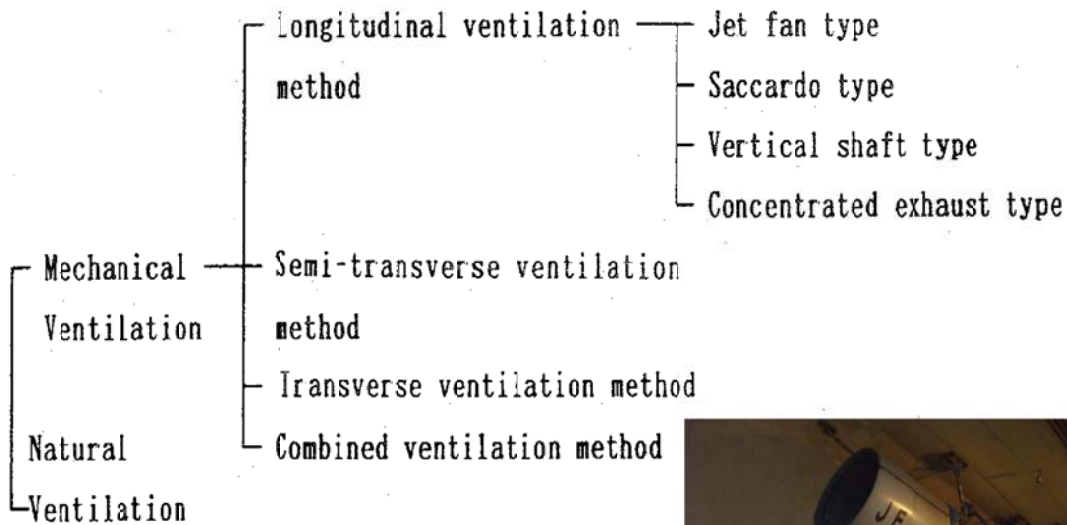 Longitudinal ventilation
method
Jet fan type
Saccardo type
Vertical shaft type
Concentrated exhaust type
Mechanical
Ventilation
Semi-transverse ventilation
method
Transverse ventilation method
Combined ventilation method
Natural
Ventilation
JE